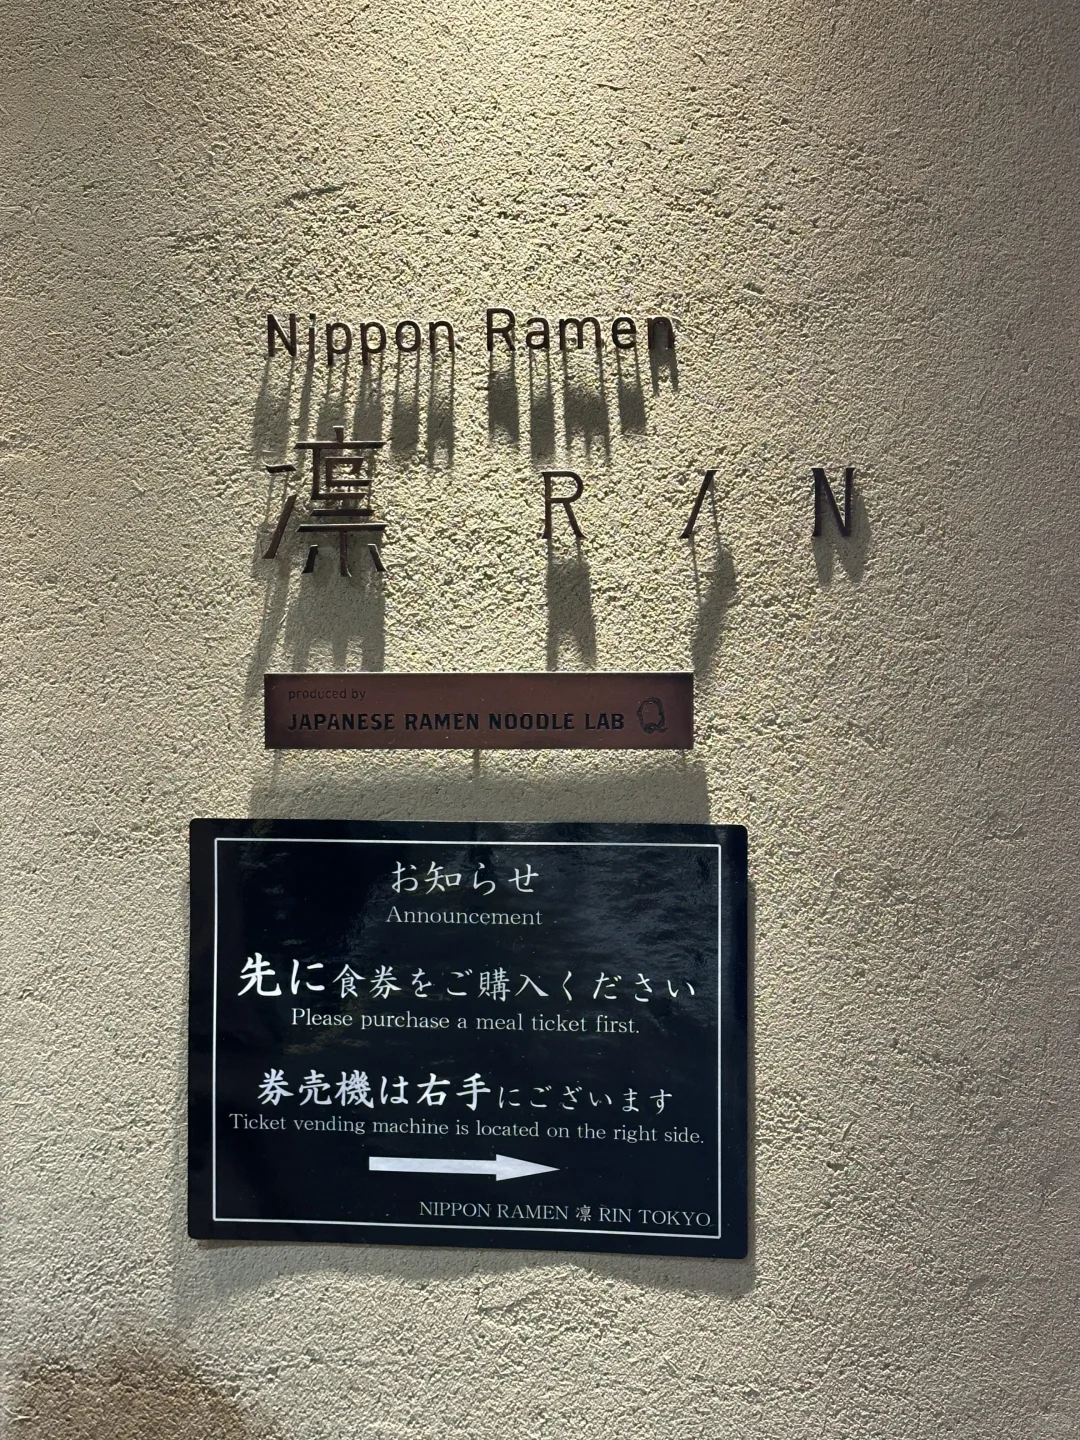 Nippon Ramen
凛 RIN
produced by
JAPANESE RAMEN NOODLE LAB Q
お知らせ
Announcement
先に食券をご購入ください
Please purchase a meal ticket first.
券売機は右手にございます
Ticket vending machine is located on the right side.
NIPPON RAMEN 凛 RIN TOKYO